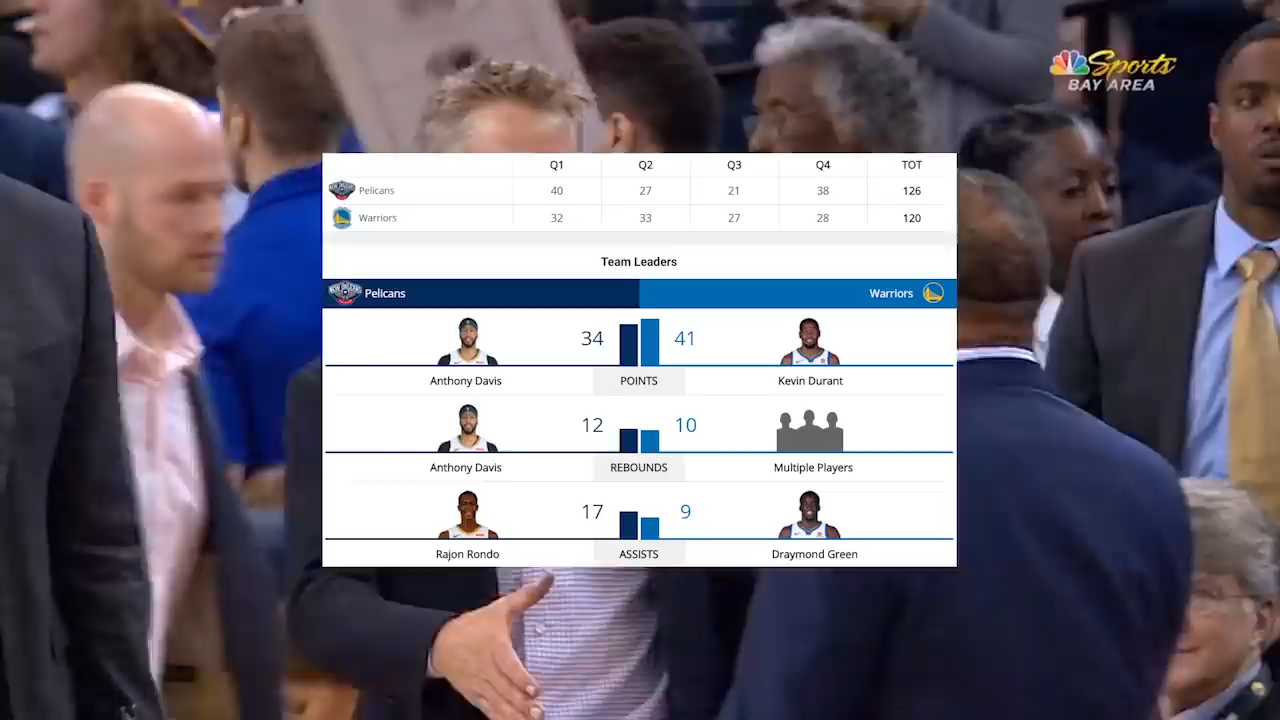 Sports
BAY AREA
Q1 Q2 Q3 Q4 TOT
Pelicans 40 27 21 38 126
Warriors 32 33 27 28 120
Team Leaders
Pelicans Warriors
34 41
Anthony Davis POINTS Kevin Durant
12 10
Anthony Davis REBOUNDS Multiple Players
17 9
Rajon Rondo ASSISTS Draymond Green